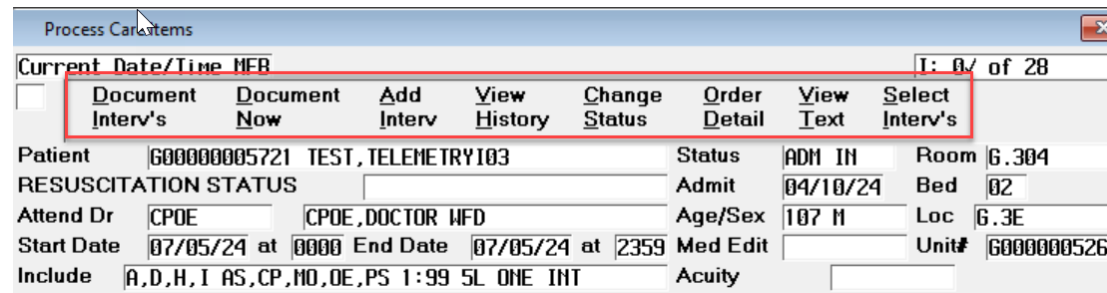 Process Care Items
Current Date/Time MFB I: 0/ of 28
Document Document Add View Change Order View Select
Interv's Now Interv History Status Detail Text Interv's
Patient G00000005721 TEST,TELEMETRYI03 Status ADM IN Room G.304
RESUSCITATION STATUS Admit 04/10/24 Bed 02
Attend Dr CPOE CPOE,DOCTOR WFD Age/Sex 107 M Loc G.3E
Start Date 07/05/24 at 0000 End Date 07/05/24 at 2359 Med Edit Unit# G0000000526
Include A,D,H,I AS,CP,MO,OE,PS 1:99 5L ONE INT Acuity